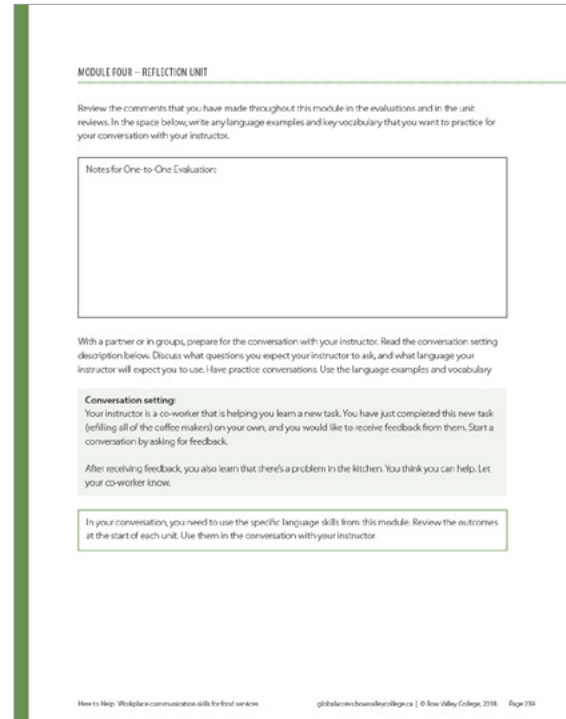 MODULE FOUR – REFLECTION UNIT
Review the comments that you have made throughout this module in the evaluations and in the unit
reviews. In the space below, write any language examples and key vocabulary that you want to practice for
your conversation with your instructor.
Notes for One-to-One Evaluation:
With a partner or in groups, prepare for the conversation with your instructor. Read the conversation setting
description below. Discuss what questions you expect your instructor to ask, and what language your
instructor will expect you to use. Have practice conversations. Use the language examples and vocabulary
Conversation setting:
Your instructor is a co-worker that is helping you learn a new task. You have just completed this new task
(refilling all of the coffee makers) on your own, and you would like to receive feedback from them. Start a
conversation by asking for feedback.
After receiving feedback, you also learn that there's a problem in the kitchen. You think you can help. Let
your co-worker know.
In your conversation, you need to use the specific language skills from this module. Review the outcomes
at the start of each unit. Use them in the conversation with your instructor.
Here to Help: Workplace communication skills for food services
globalaccess.bowvalleycollege.ca | © Bow Valley College, 2018 Page 239